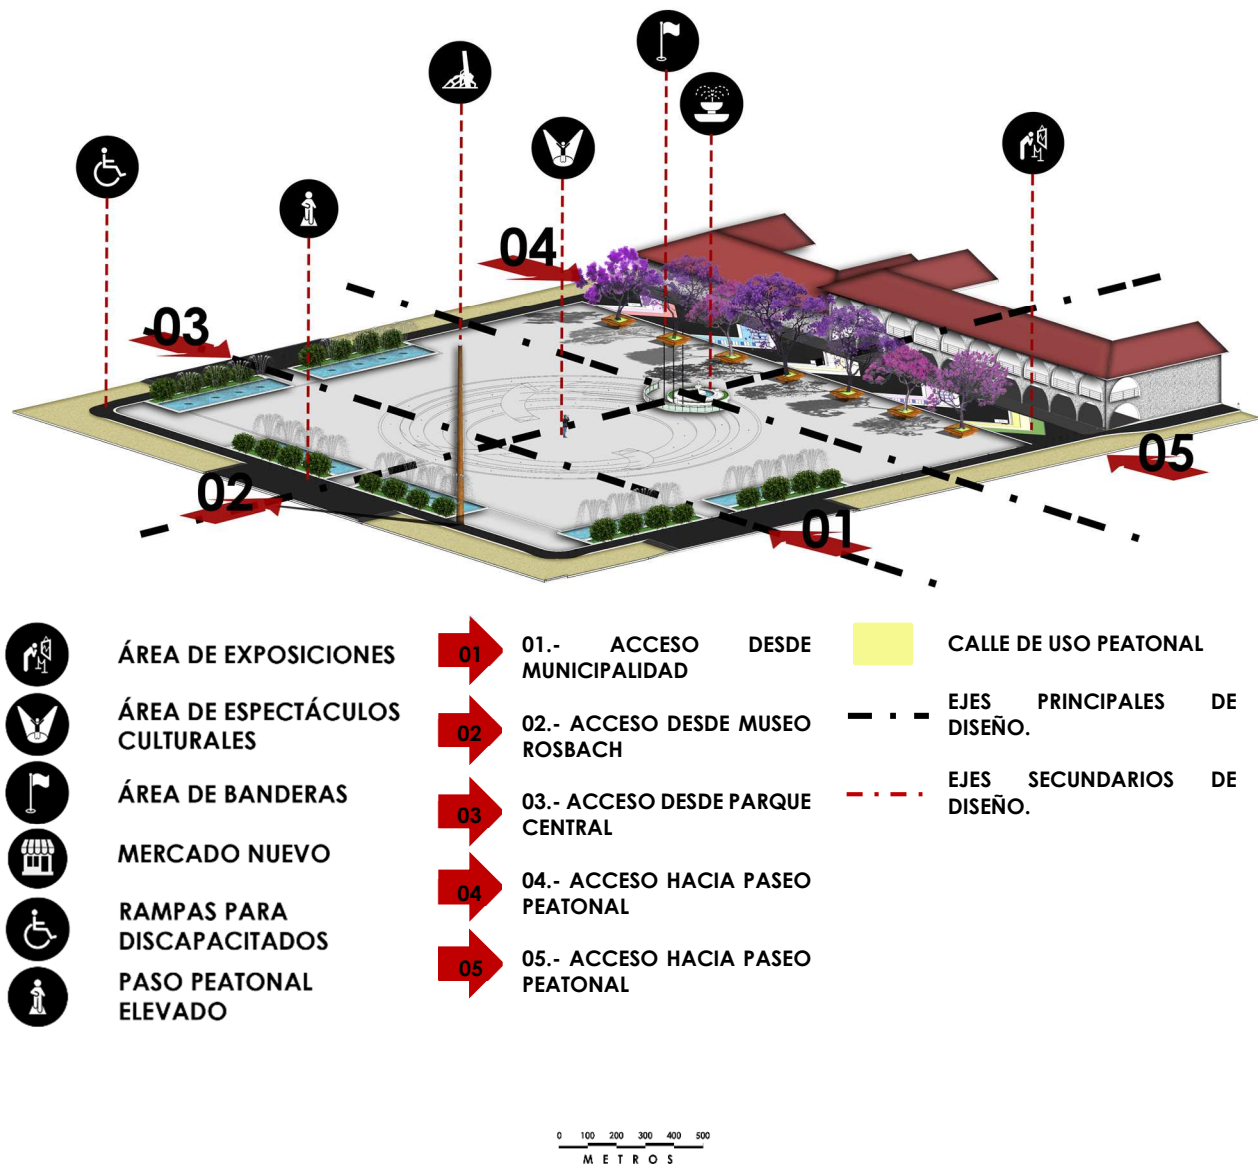 04
03
02
01
05
ÁREA DE EXPOSICIONES
ÁREA DE ESPECTÁCULOS
CULTURALES
ÁREA DE BANDERAS
MERCADO NUEVO
RAMPAS PARA
DISCAPACITADOS
PASO PEATONAL
ELEVADO
01
01.- ACCESO DESDE
MUNICIPALIDAD
02
02.- ACCESO DESDE MUSEO
ROSBACH
03
03.- ACCESO DESDE PARQUE
CENTRAL
04
04.- ACCESO HACIA PASEO
PEATONAL
05
05.- ACCESO HACIA PASEO
PEATONAL
CALLE DE USO PEATONAL
EJES PRINCIPALES DE
DISEÑO.
EJES SECUNDARIOS DE
DISEÑO.
0 100 200 300 400 500
METROS